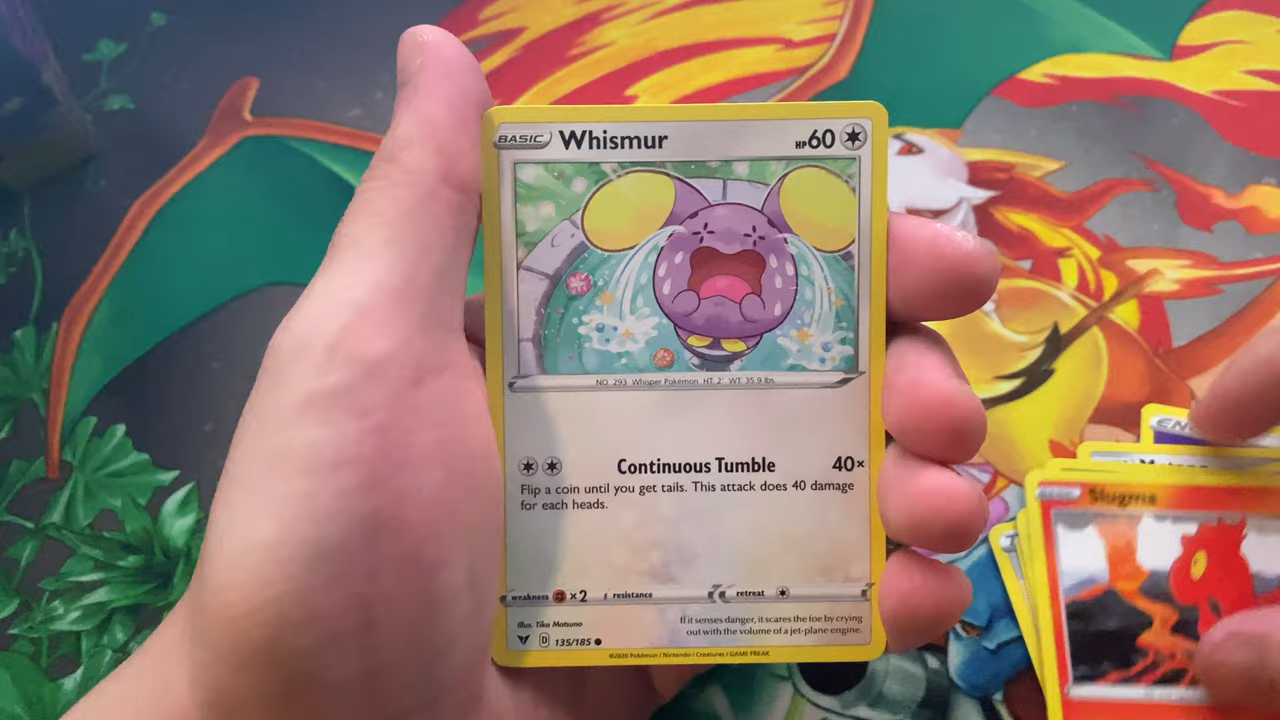 BASIC Whismur HP 60
NO. 293 Whisper Pokémon HT. 2' WT. 35.9 lbs.
Continuous Tumble 40×
Flip a coin until you get tails. This attack does 40 damage
for each heads.
weakness ×2 resistance retreat
Illus. Tika Matsuno
If it senses danger, it scares the foe by crying
out with the volume of a jet-plane engine.
D 135/185
©2020 Pokémon / Nintendo / Creatures / GAME FREAK
Slugma